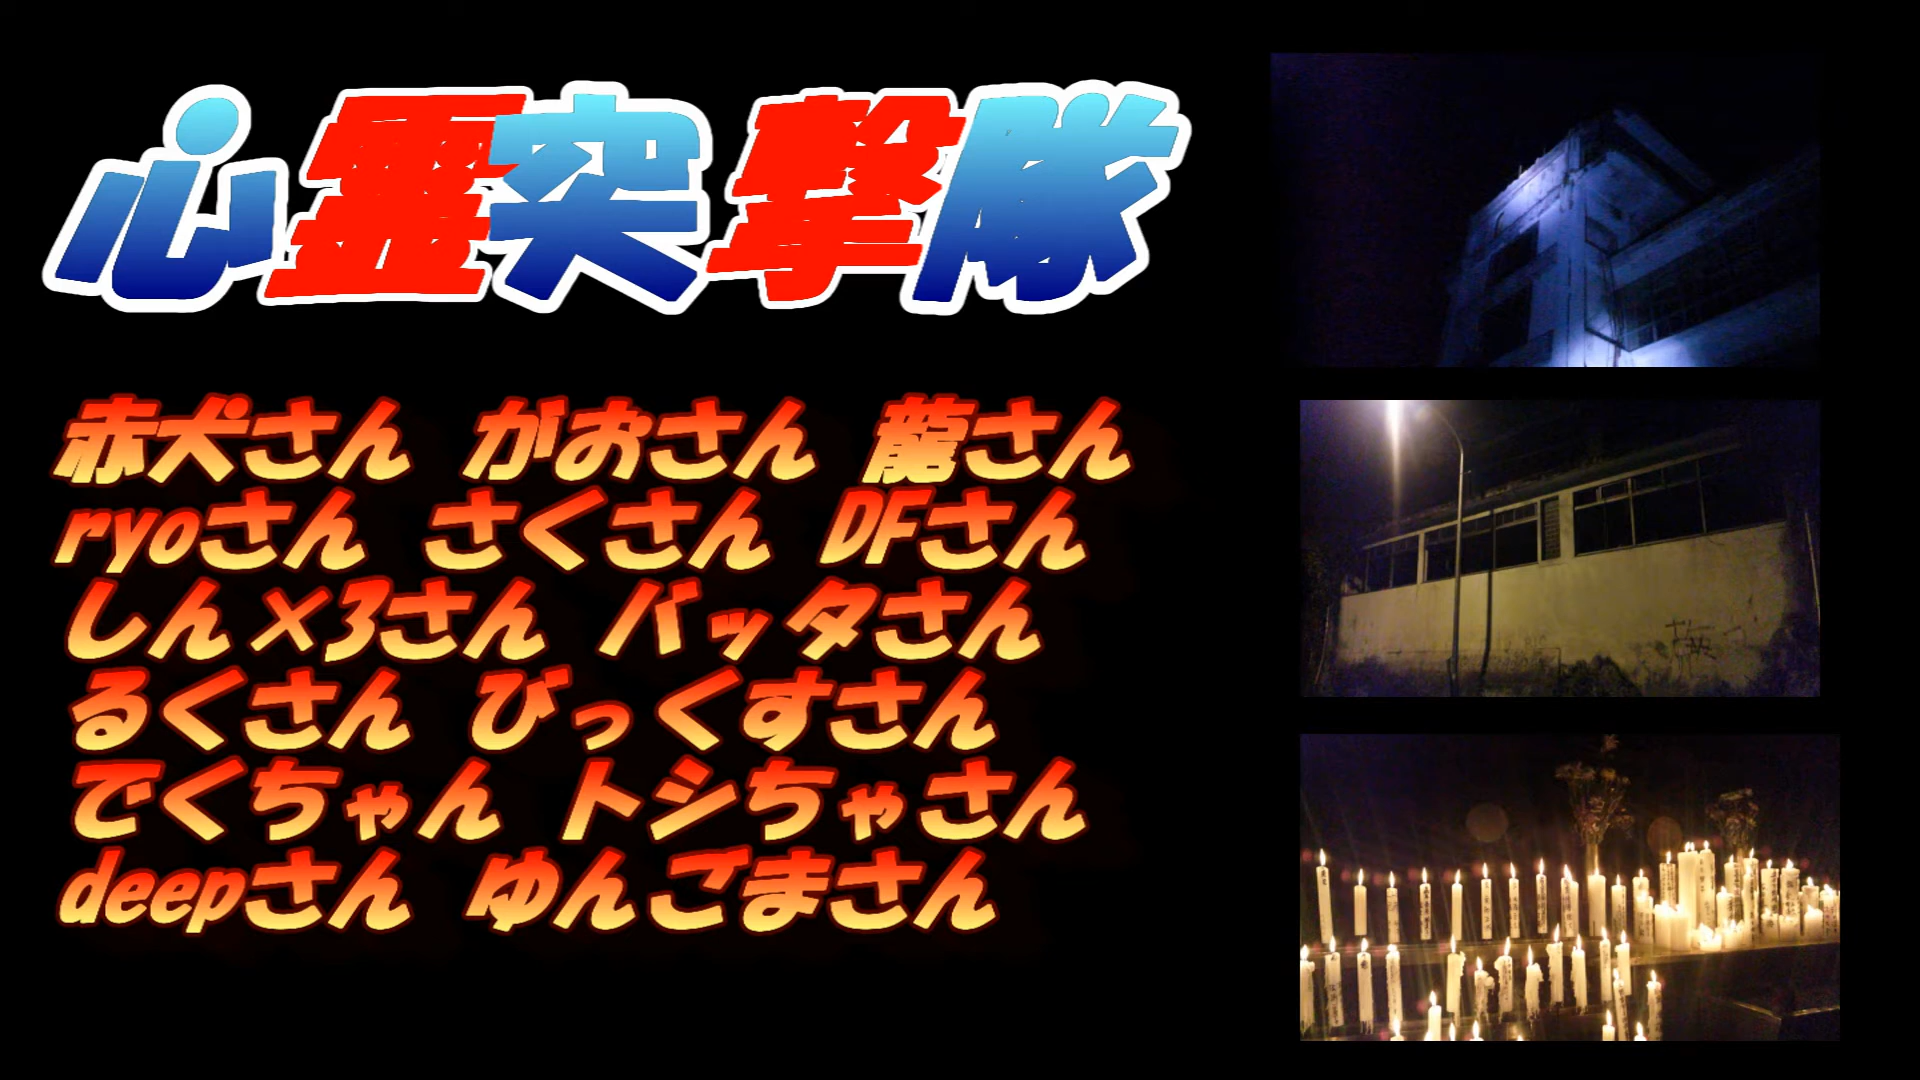 心霊突撃隊
赤犬さん がおさん 龍さん
ryoさん さくさん DFさん
しん×3さん バッタさん
るくさん びっくすさん
でくちゃん トシちゃさん
deepさん ゆんごまさん